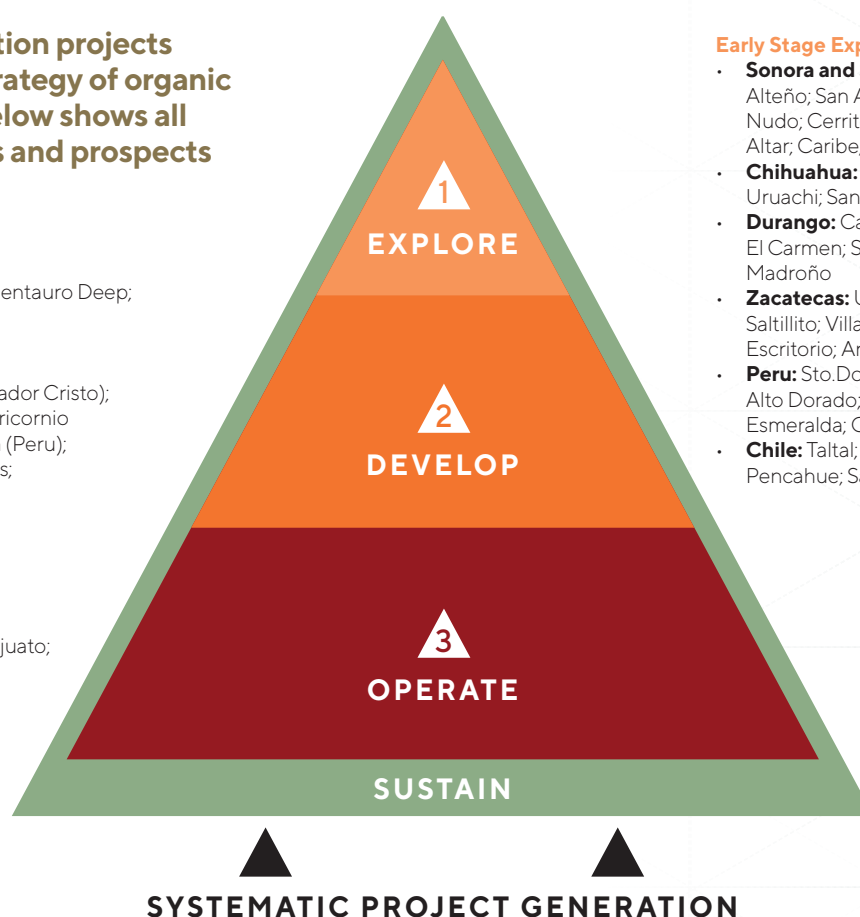 tion projects
rategy of organic
elow shows all
s and prospects
entauro Deep;
ador Cristo);
ricornio
(Peru);
s;
juato;
1
EXPLORE
2
DEVELOP
3
OPERATE
SUSTAIN
SYSTEMATIC PROJECT GENERATION
Early Stage Exp
• Sonora and
Alteño; San A
Nudo; Cerrit
Altar; Caribe
• Chihuahua:
Uruachi; San
• Durango: Ca
El Carmen; S
Madroño
• Zacatecas: U
Saltillito; Villa
Escritorio; Ar
• Peru: Sto.Do
Alto Dorado;
Esmeralda; C
• Chile: Taltal;
Pencahue; Sa